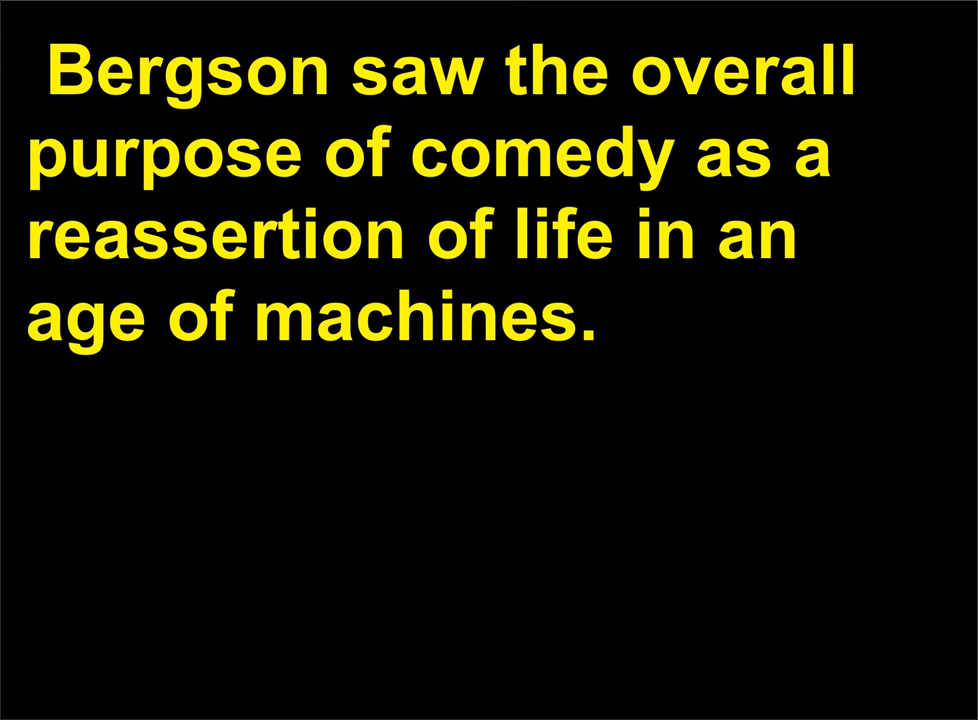 Bergson saw the overall
purpose of comedy as a
reassertion of life in an
age of machines.